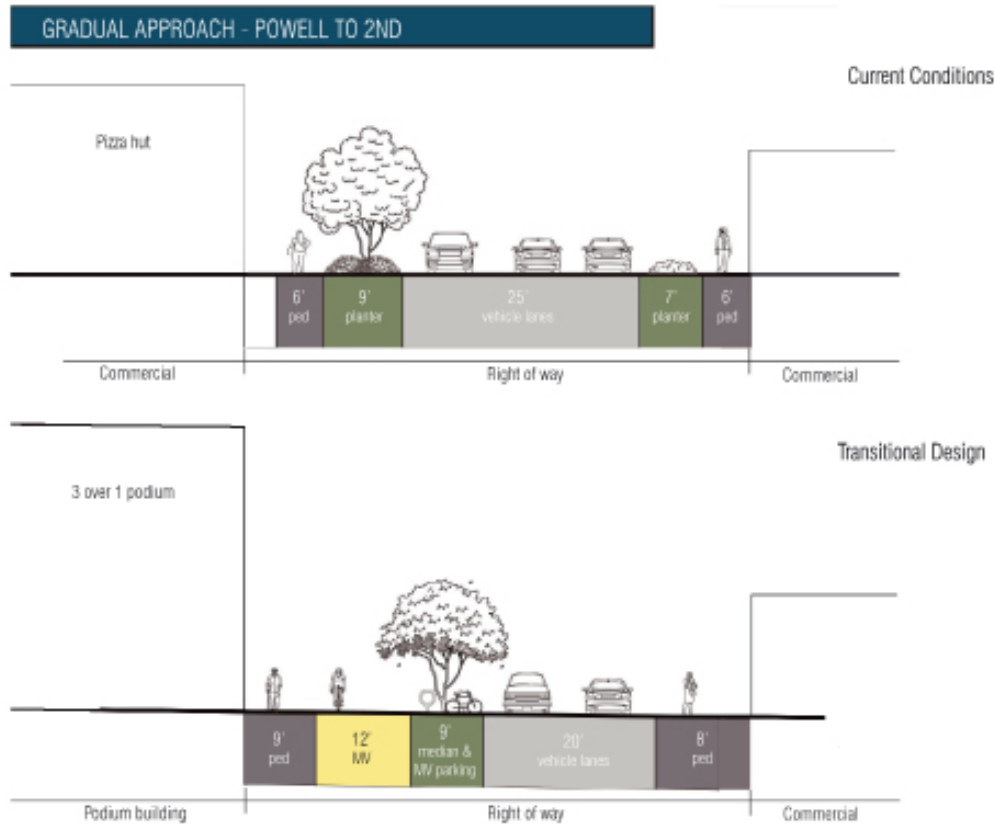 GRADUAL APPROACH - POWELL TO 2ND
Current Conditions
Pizza hut
6'
ped
9'
planter
25'
vehicle lanes
7'
planter
6'
ped
Commercial
Right of way
Commercial
Transitional Design
3 over 1 podium
9'
ped
12'
MV
9'
median &
MV parking
20'
vehicle lanes
8'
ped
Podium building
Right of way
Commercial